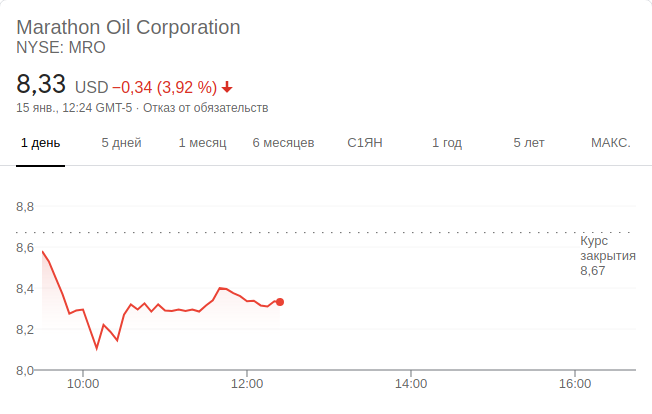 Marathon Oil Corporation
NYSE: MRO
8,33 USD −0,34 (3,92 %)
15 янв., 12:24 GMT-5 · Отказ от обязательств
1 день 5 дней 1 месяц 6 месяцев С1ЯН 1 год 5 лет МАКС.
8,8
Курс
закрытия
8,67
8,6
8,4
8,2
8,0
10:00 12:00 14:00 16:00